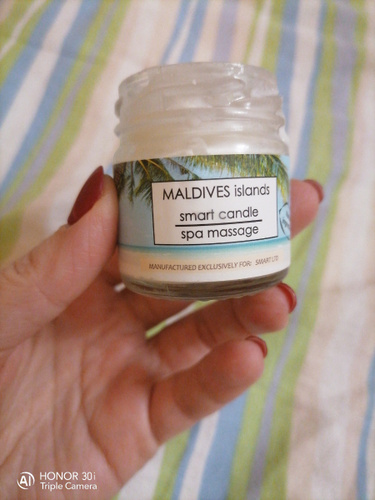 MALDIVES islands
smart candle
spa massage
MANUFACTURED EXCLUSIVELY FOR: SMART LTD
HONOR 30i
Triple Camera